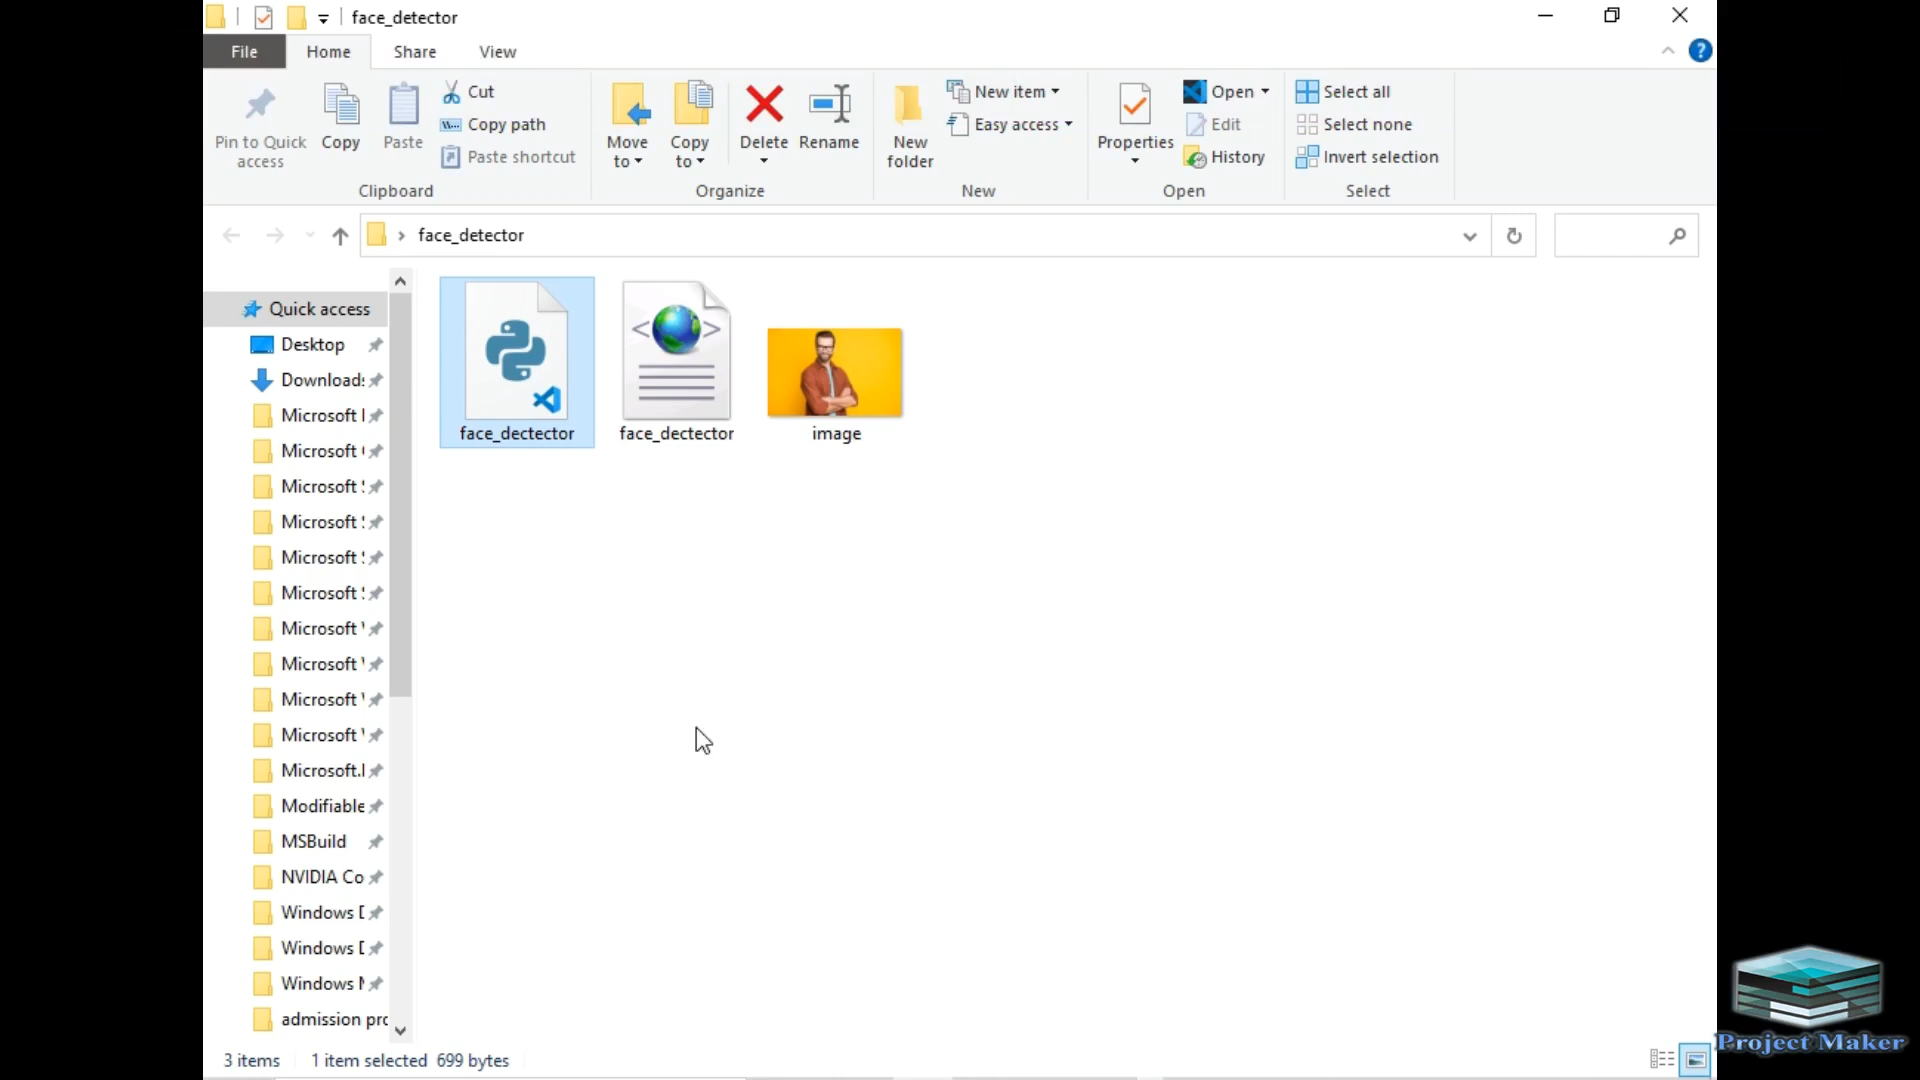 face_detector
File Home Share View
Pin to Quick access
Copy
Paste
Cut
Copy path
Paste shortcut
Clipboard
Move to
Copy to
Delete
Rename
Organize
New folder
New item
Easy access
New
Properties
Open
Edit
History
Open
Select all
Select none
Invert selection
Select
face_detector
Quick access
Desktop
Downloads
Microsoft
Microsoft
Microsoft
Microsoft
Microsoft
Microsoft
Microsoft
Microsoft
Microsoft
Microsoft
Microsoft.
Modifiable
MSBuild
NVIDIA Co
Windows
Windows
Windows
admission pro
face_dectector
face_dectector
image
3 items 1 item selected 699 bytes
Project Maker